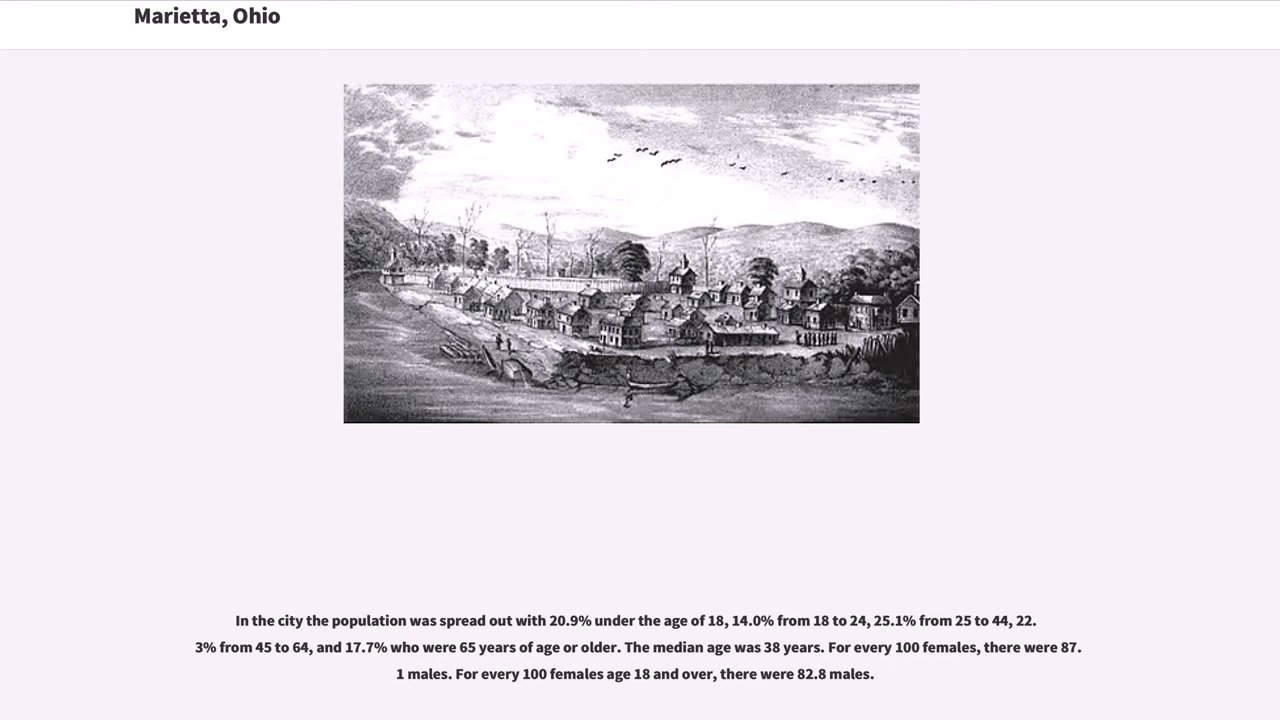 Marietta, Ohio
In the city the population was spread out with 20.9% under the age of 18, 14.0% from 18 to 24, 25.1% from 25 to 44, 22.
3% from 45 to 64, and 17.7% who were 65 years of age or older. The median age was 38 years. For every 100 females, there were 87.
1 males. For every 100 females age 18 and over, there were 82.8 males.